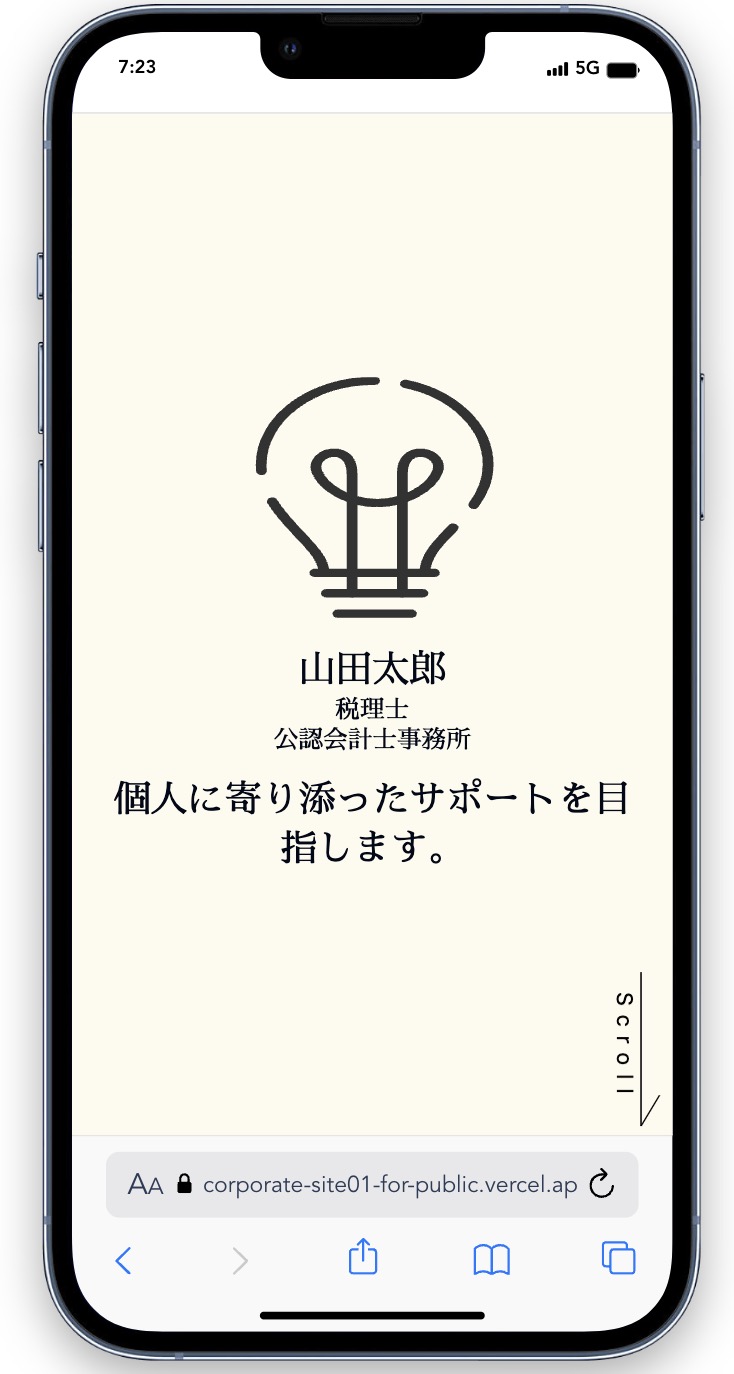 7:23
5G
山田太郎
税理士
公認会計士事務所
個人に寄り添ったサポートを目
指します。
Scroll
AA corporate-site01-for-public.vercel.ap